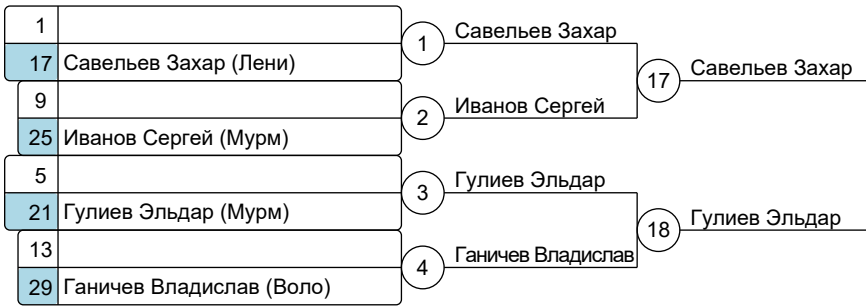 1
17 Савельев Захар (Лени)
9
25 Иванов Сергей (Мурм)
5
21 Гулиев Эльдар (Мурм)
13
29 Ганичев Владислав (Воло)
1 Савельев Захар
2 Иванов Сергей
3 Гулиев Эльдар
4 Ганичев Владислав
17 Савельев Захар
18 Гулиев Эльдар